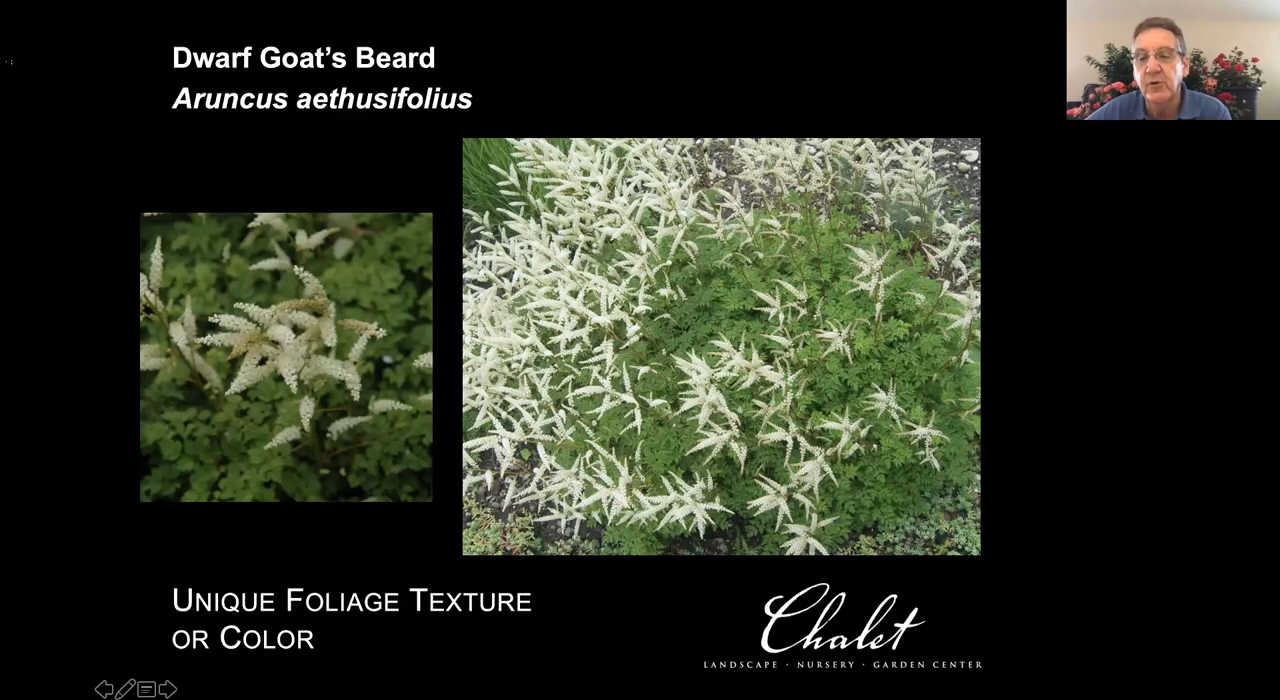 Dwarf Goat’s Beard
Aruncus aethusifolius
UNIQUE FOLIAGE TEXTURE
OR COLOR
Chalet
LANDSCAPE · NURSERY · GARDEN CENTER